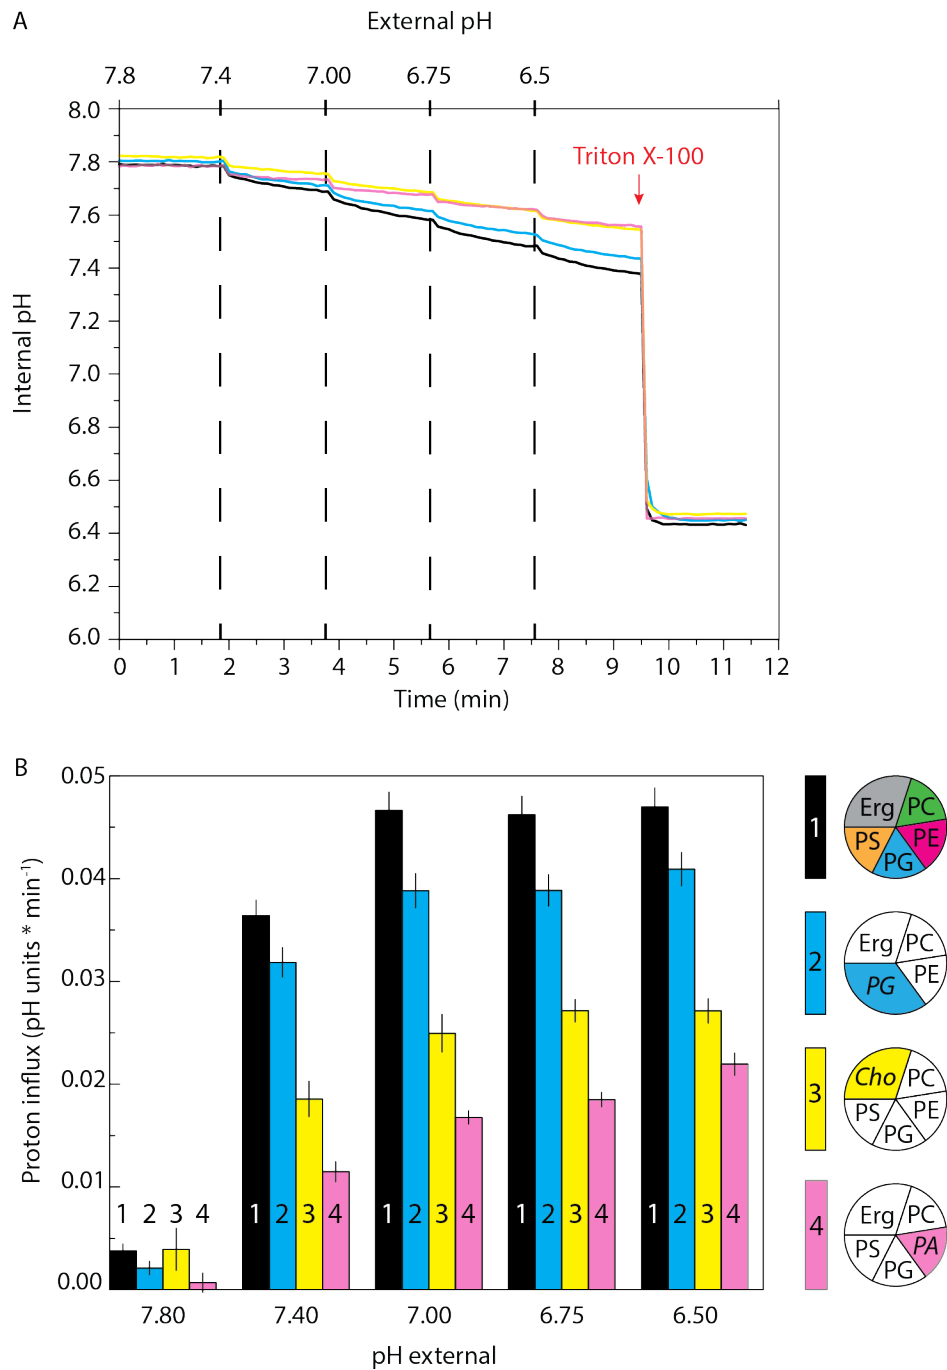 A
External pH
7.8 7.4 7.00 6.75 6.5
8.0
7.8
7.6
7.4
7.2
7.0
6.8
6.6
6.4
6.2
6.0
Internal pH
Triton X-100
0 1 2 3 4 5 6 7 8 9 10 11 12
Time (min)
B
0.05
0.04
0.03
0.02
0.01
0.00
Proton influx (pH units * min-1)
1 2 3 4 1 2 3 4 1 2 3 4 1 2 3 4 1 2 3 4
7.80 7.40 7.00 6.75 6.50
pH external
1 Erg PC
PS PG PE
2 Erg PC
PG PE
3 Cho PC
PS PG PE
4 Erg PC
PS PG PA